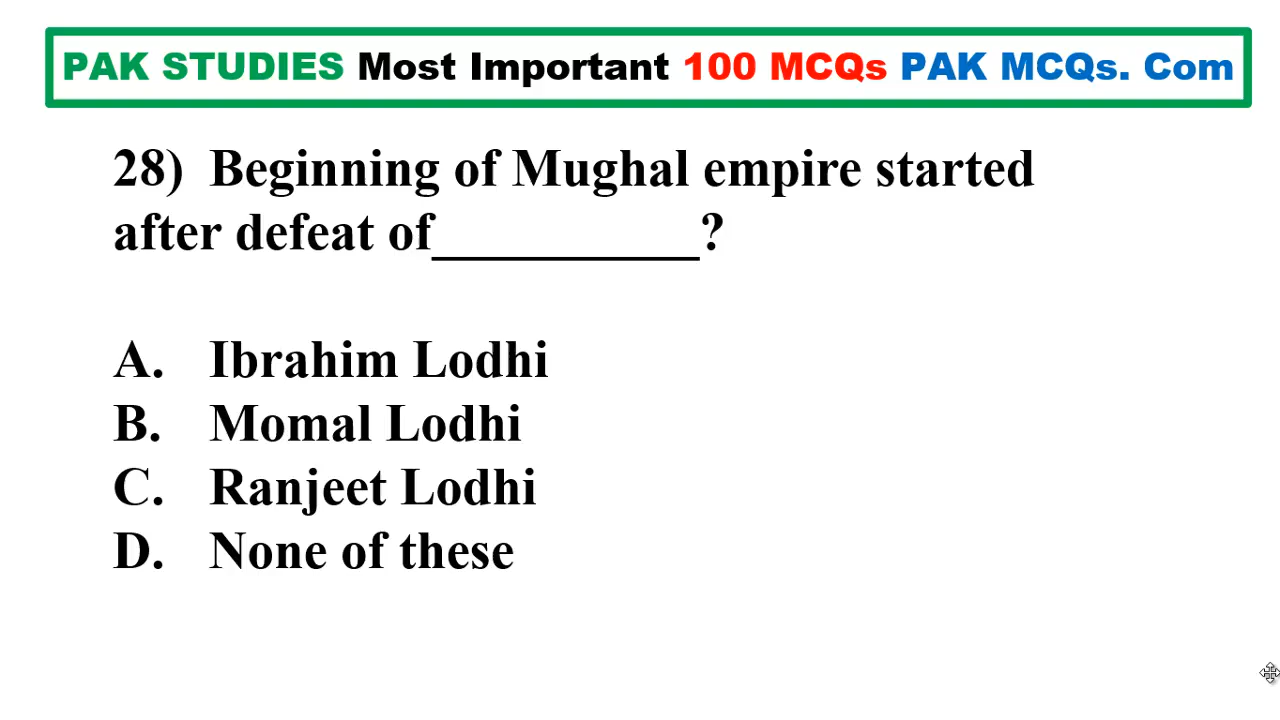 PAK STUDIES Most Important 100 MCQs PAK MCQs. Com
28) Beginning of Mughal empire started
after defeat of__________?
A. Ibrahim Lodhi
B. Momal Lodhi
C. Ranjeet Lodhi
D. None of these